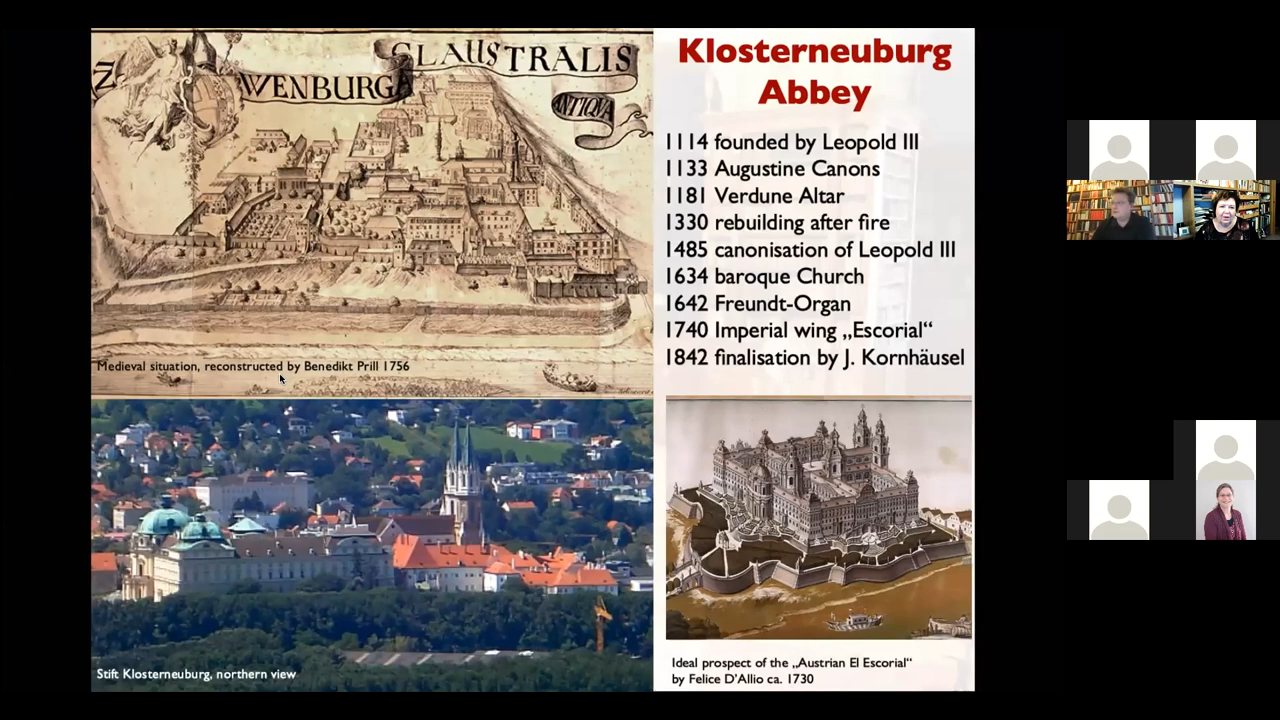 Z
WENBURGA
CLAUSTRALIS
ANTIQVA
Medieval situation, reconstructed by Benedikt Prill 1756
Stift Klosterneuburg, northern view
Klosterneuburg
Abbey
1114 founded by Leopold III
1133 Augustine Canons
1181 Verdune Altar
1330 rebuilding after fire
1485 canonisation of Leopold III
1634 baroque Church
1642 Freundt-Organ
1740 Imperial wing „Escorial“
1842 finalisation by J. Kornhäusel
Ideal prospect of the „Austrian El Escorial“
by Felice D'Allio ca. 1730